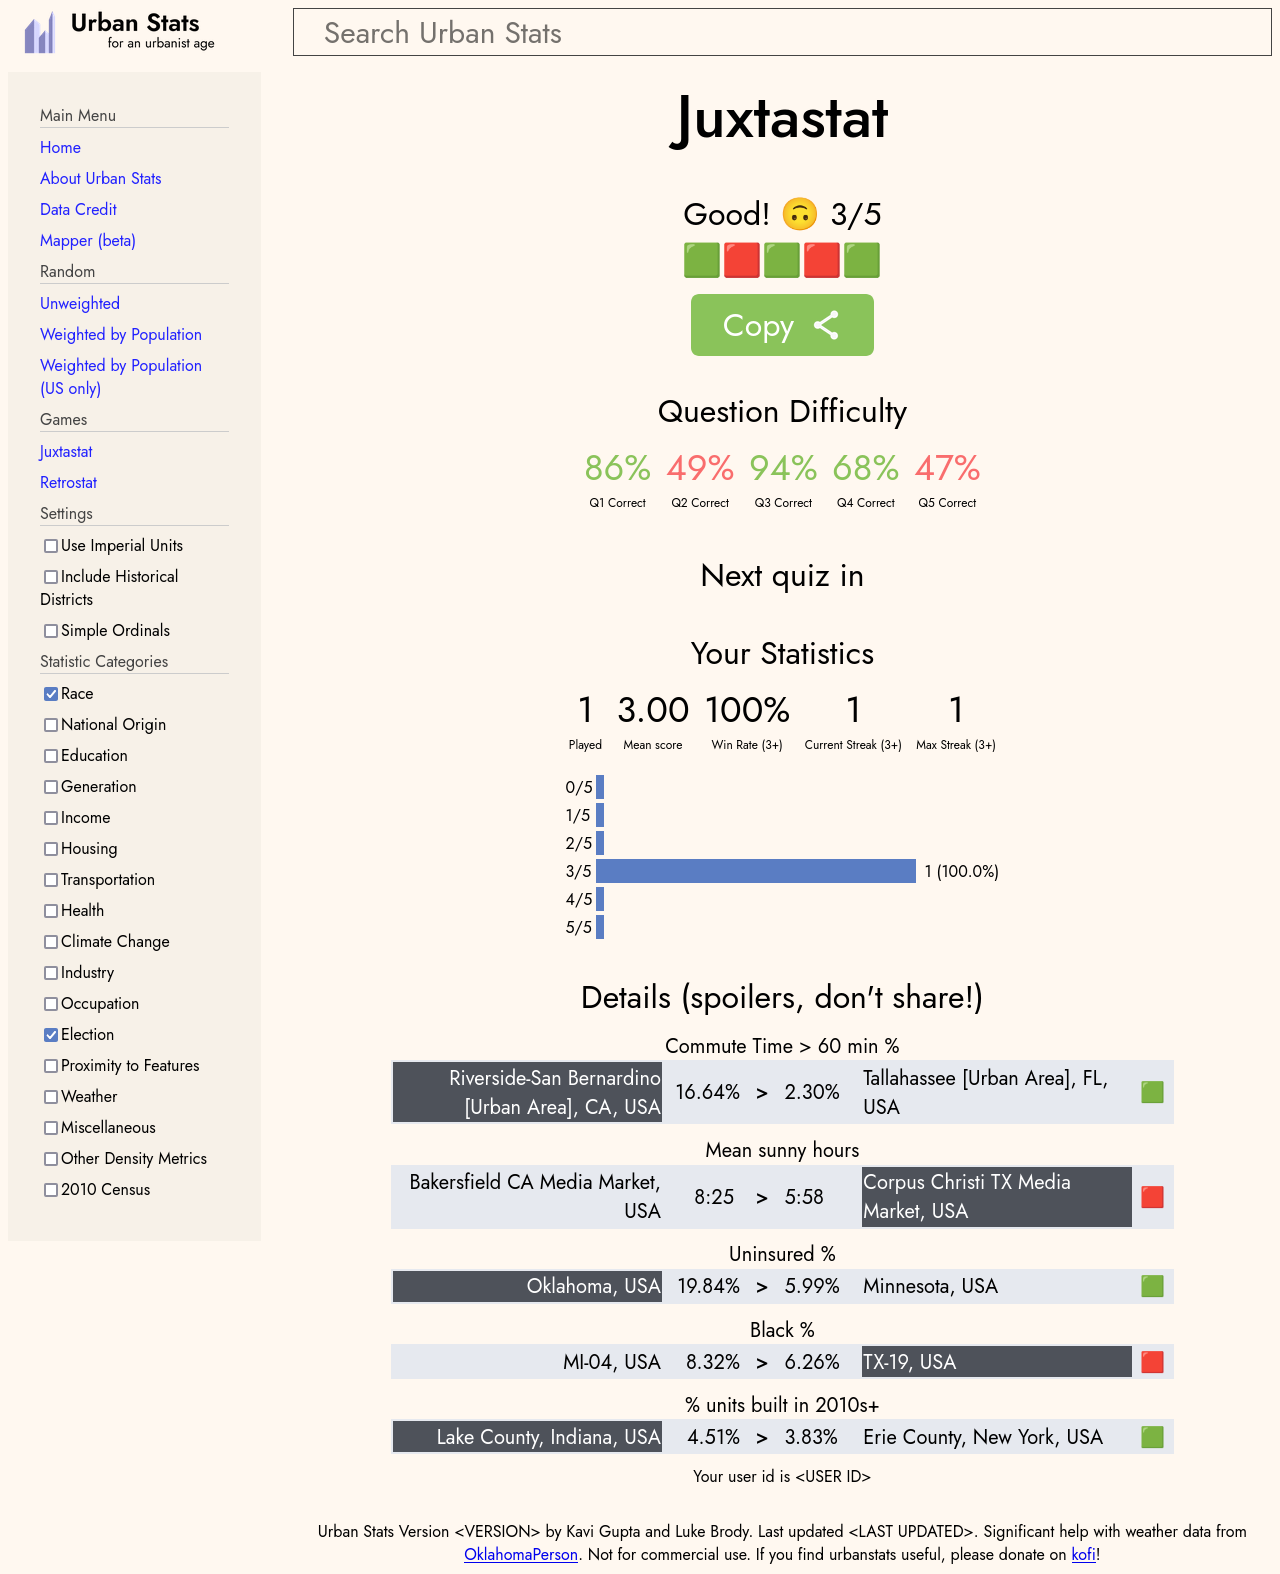 Urban Stats
for an urbanist age
Search Urban Stats
Main Menu
Home
About Urban Stats
Data Credit
Mapper (beta)
Random
Unweighted
Weighted by Population
Weighted by Population
(US only)
Games
Juxtastat
Retrostat
Settings
Use Imperial Units
Include Historical
Districts
Simple Ordinals
Statistic Categories
Race
National Origin
Education
Generation
Income
Housing
Transportation
Health
Climate Change
Industry
Occupation
Election
Proximity to Features
Weather
Miscellaneous
Other Density Metrics
2010 Census
Juxtastat
Good! 🙃 3/5
🟩🟥🟩🟥🟩
Copy
Question Difficulty
86% 49% 94% 68% 47%
Q1 Correct Q2 Correct Q3 Correct Q4 Correct Q5 Correct
Next quiz in
Your Statistics
1 3.00 100% 1 1
Played Mean score Win Rate (3+) Current Streak (3+) Max Streak (3+)
0/5
1/5
2/5
3/5 1 (100.0%)
4/5
5/5
Details (spoilers, don't share!)
Commute Time > 60 min %
Riverside-San Bernardino
[Urban Area], CA, USA
16.64% > 2.30%
Tallahassee [Urban Area], FL,
USA
🟩
Mean sunny hours
Bakersfield CA Media Market,
USA
8:25 > 5:58
Corpus Christi TX Media
Market, USA
🟥
Uninsured %
Oklahoma, USA 19.84% > 5.99% Minnesota, USA 🟩
Black %
MI-04, USA 8.32% > 6.26% TX-19, USA 🟥
% units built in 2010s+
Lake County, Indiana, USA 4.51% > 3.83% Erie County, New York, USA 🟩
Your user id is <USER ID>
Urban Stats Version <VERSION> by Kavi Gupta and Luke Brody. Last updated <LAST UPDATED>. Significant help with weather data from
OklahomaPerson. Not for commercial use. If you find urbanstats useful, please donate on kofi!